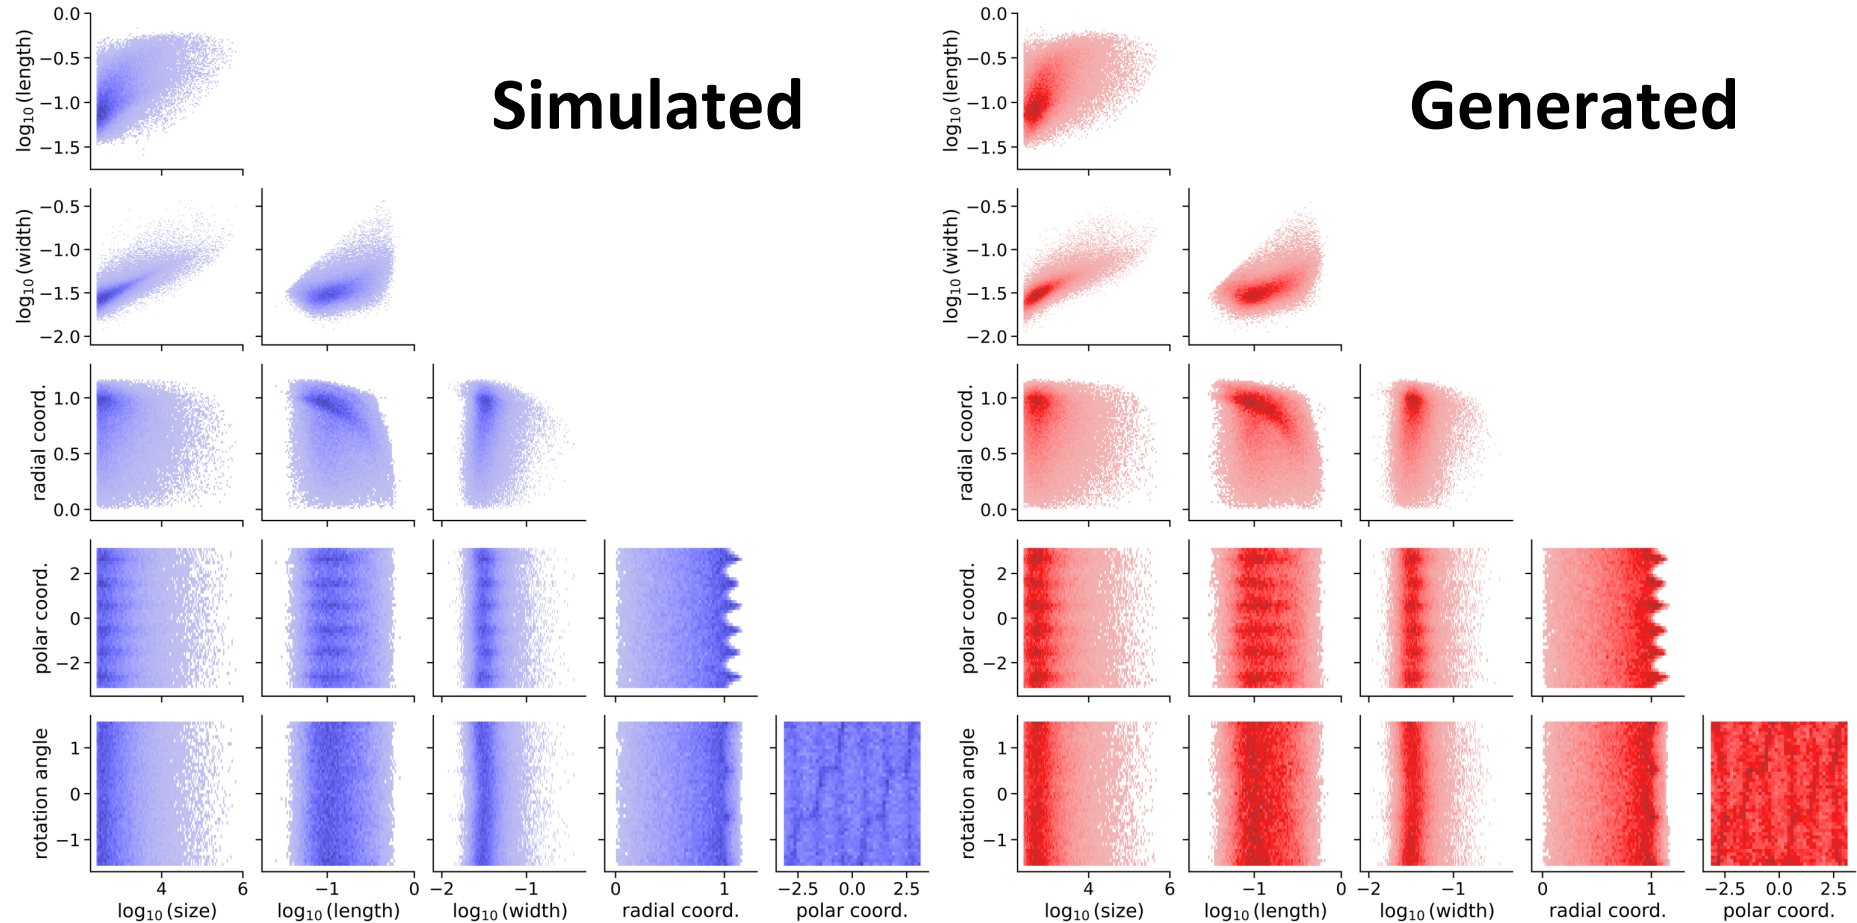 Simulated
0.0
−0.5
−1.0
−1.5
log10 (length)
−0.5
−1.0
−1.5
−2.0
log10 (width)
1.0
0.5
0.0
radial coord.
2
0
−2
polar coord.
1
0
−1
rotation angle
4 6
−1 0
−2 −1
0 1
−2.5 0.0 2.5
log10 (size)
log10 (length)
log10 (width)
radial coord.
polar coord.
Generated
0.0
−0.5
−1.0
−1.5
log10 (length)
−0.5
−1.0
−1.5
−2.0
log10 (width)
1.0
0.5
0.0
radial coord.
2
0
−2
polar coord.
1
0
−1
rotation angle
4 6
−1 0
−2 −1
0 1
−2.5 0.0 2.5
log10 (size)
log10 (length)
log10 (width)
radial coord.
polar coord.